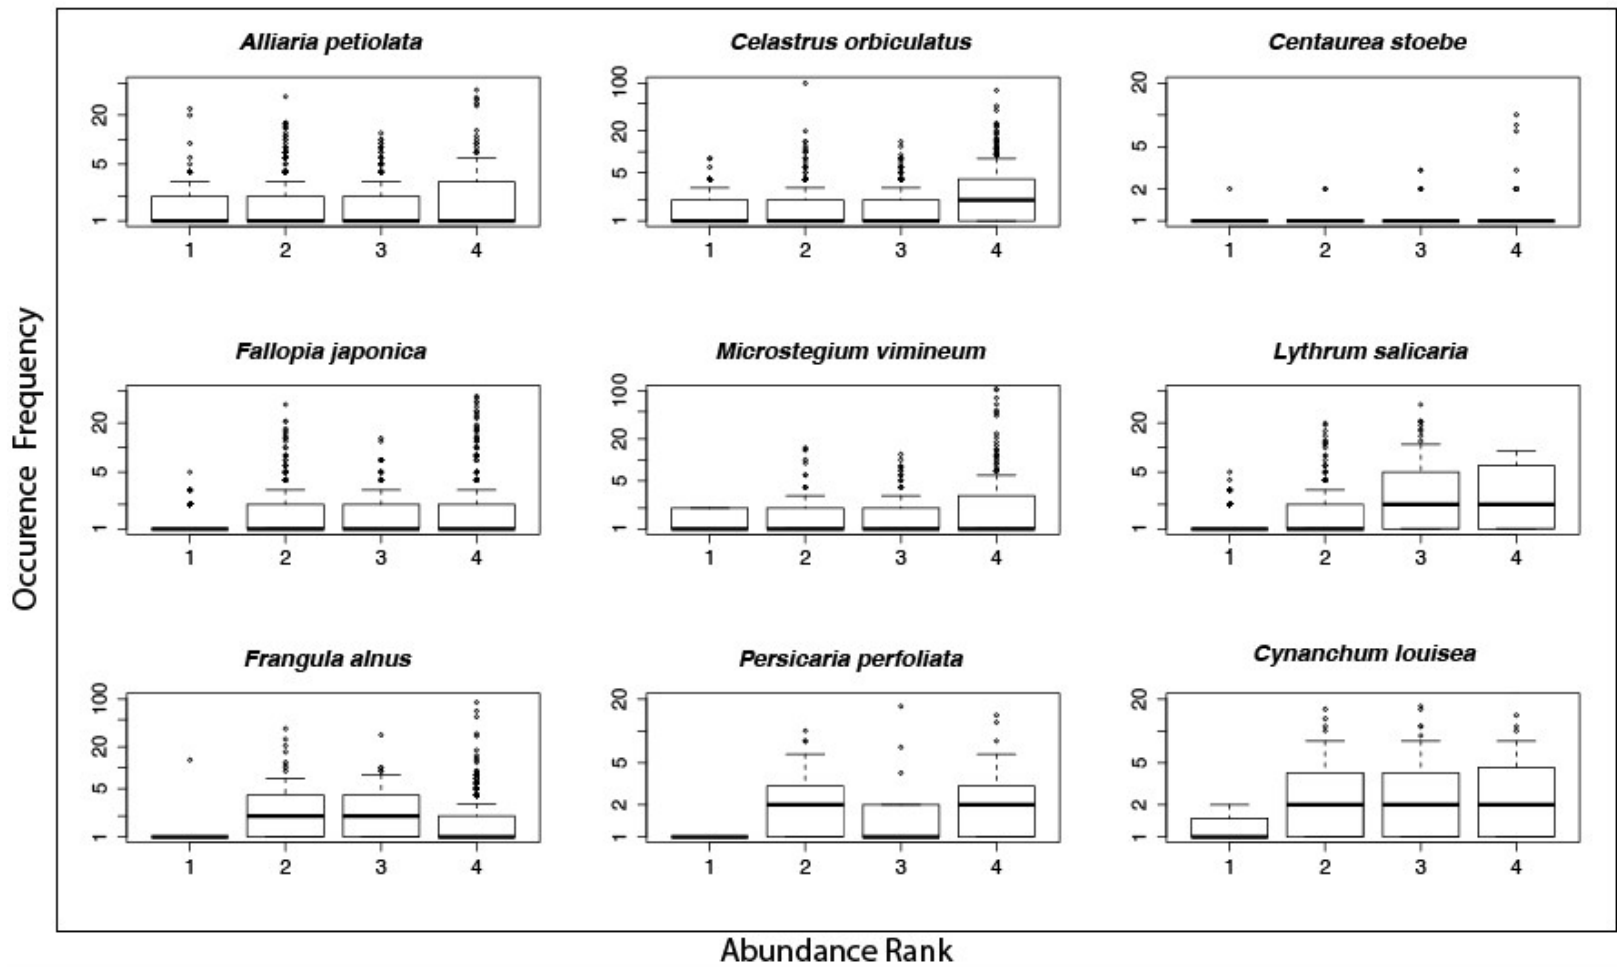 Alliaria petiolata
Celastrus orbiculatus
Centaurea stoebe
20
5
1
1 2 3 4
100
20
5
1
1 2 3 4
20
5
2
1
1 2 3 4
Fallopia japonica
Microstegium vimineum
Lythrum salicaria
20
5
1
1 2 3 4
100
20
5
1
1 2 3 4
20
5
1
1 2 3 4
Frangula alnus
Persicaria perfoliata
Cynanchum louisea
100
20
5
1
1 2 3 4
20
5
2
1
1 2 3 4
20
5
2
1
1 2 3 4
Occurence Frequency
Abundance Rank